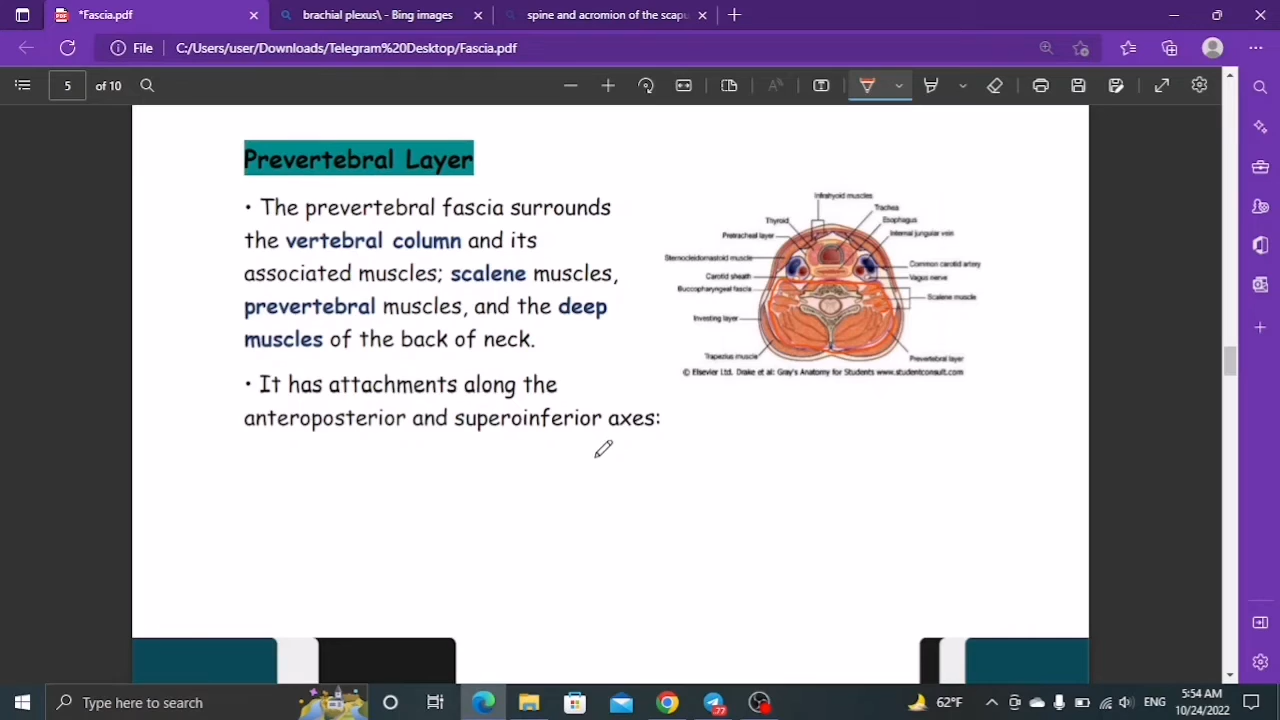 *Fascia.pdf
brachial plexus\ - Bing images
spine and acromion of the scapu
File
C:/Users/user/Downloads/Telegram%20Desktop/Fascia.pdf
5 of 10
Prevertebral Layer
• The prevertebral fascia surrounds
the vertebral column and its
associated muscles; scalene muscles,
prevertebral muscles, and the deep
muscles of the back of neck.
• It has attachments along the
anteroposterior and superoinferior axes:
Infrahyoid muscles
Trachea
Thyroid
Esophagus
Pretracheal layer
Internal jungular vein
Sternocleidomastoid muscle
Common carotid artery
Carotid sheath
Vagus nerve
Buccopharyngeal fascia
Scalene muscle
Investing layer
Trapezius muscle
Prevertebral layer
© Elsevier Ltd. Drake et al: Gray's Anatomy for Students www.studentconsult.com
Type here to search
77
62°F
ENG
5:54 AM
10/24/2022